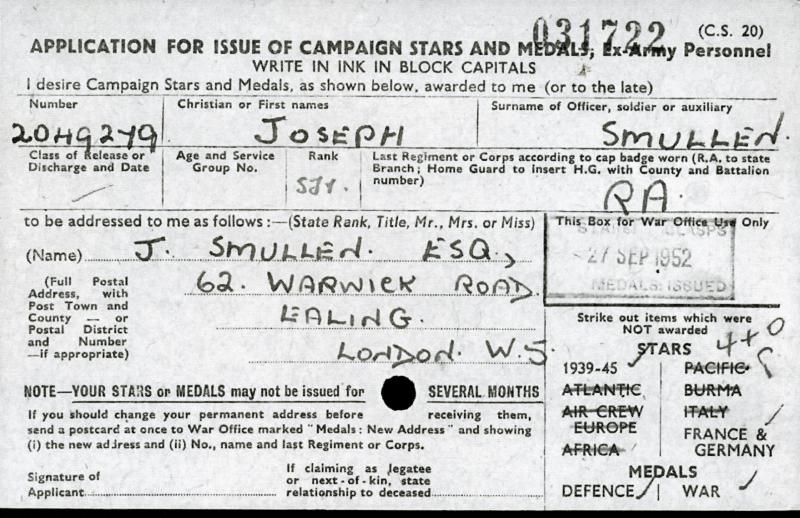 031722
(C.S. 20)
APPLICATION FOR ISSUE OF CAMPAIGN STARS AND MEDALS, Ex-Army Personnel
WRITE IN INK IN BLOCK CAPITALS
I desire Campaign Stars and Medals, as shown below, awarded to me (or to the late)
Number Christian or First names Surname of Officer, soldier or auxiliary
2049279 JOSEPH SMULLEN.
Class of Release or Discharge and Date
Age and Service Group No.
Rank
Last Regiment or Corps according to cap badge worn (R.A. to state
Branch; Home Guard to insert H.G. with County and Battalion
number)
RA.
to be addressed to me as follows:—(State Rank, Title, Mr., Mrs. or Miss)
This Box for War Office Use Only
(Name) J. SMULLEN. ESQ.,
CLASPS
27 SEP 1952
MEDALS ISSUED
(Full Postal
Address, with
Post Town and
County — or
Postal District
and Number
—if appropriate)
62. WARWICK ROAD
EALING.
LONDON. W.5.
Strike out items which were
NOT awarded
STARS
1939-45 PACIFIC
ATLANTIC BURMA
AIR CREW ITALY
EUROPE
FRANCE &
GERMANY
AFRICA
MEDALS
DEFENCE WAR
NOTE—YOUR STARS or MEDALS may not be issued for SEVERAL MONTHS
If you should change your permanent address before receiving them,
send a postcard at once to War Office marked "Medals: New Address" and showing
(i) the new address and (ii) No., name and last Regiment or Corps.
Signature of
Applicant
If claiming as legatee
or next-of-kin, state
relationship to deceased